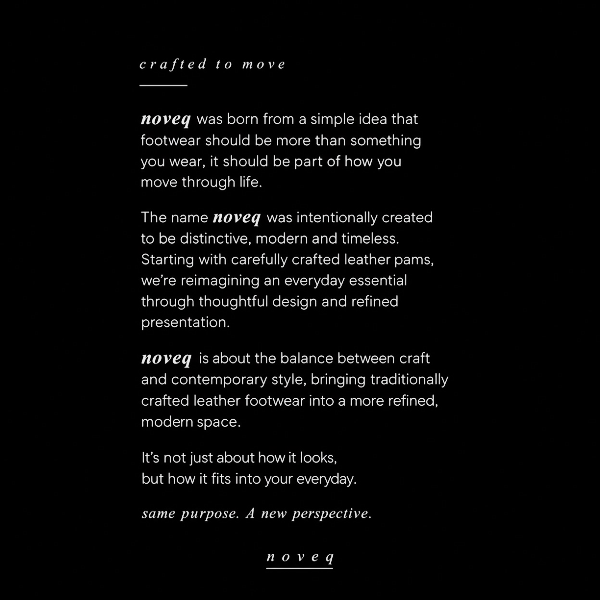 crafted to move
noveq was born from a simple idea that
footwear should be more than something
you wear, it should be part of how you
move through life.
The name noveq was intentionally created
to be distinctive, modern and timeless.
Starting with carefully crafted leather pams,
we’re reimagining an everyday essential
through thoughtful design and refined
presentation.
noveq is about the balance between craft
and contemporary style, bringing traditionally
crafted leather footwear into a more refined,
modern space.
It’s not just about how it looks,
but how it fits into your everyday.
same purpose. A new perspective.
noveq